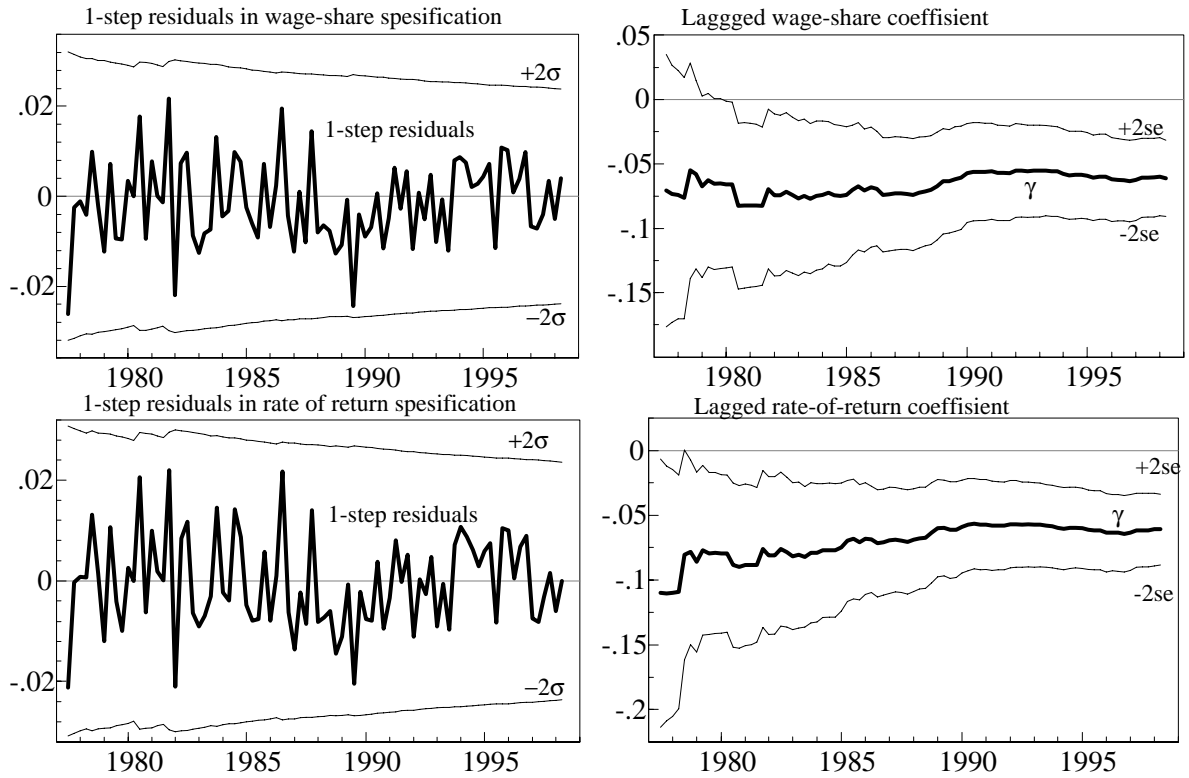 1-step residuals in wage-share spesification
.02
0
-.02
+2σ
1-step residuals
−2σ
1980 1985 1990 1995
Laggged wage-share coeffisient
.05
0
-.05
-.1
-.15
+2se
γ
-2se
1980 1985 1990 1995
1-step residuals in rate of return spesification
.02
0
-.02
+2σ
1-step residuals
−2σ
1980 1985 1990 1995
Lagged rate-of-return coeffisient
0
-.05
-.1
-.15
-.2
+2se
γ
-2se
1980 1985 1990 1995